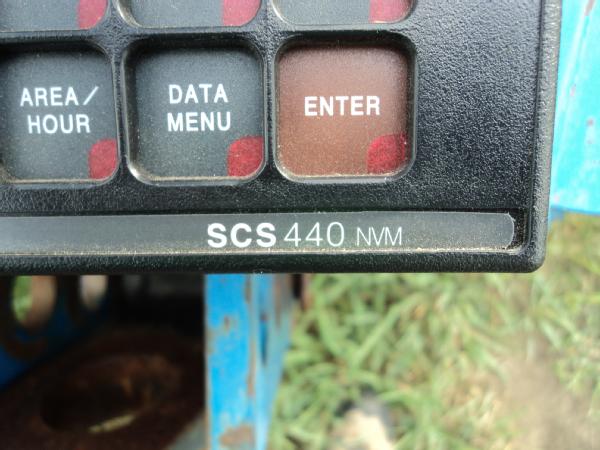 AREA/
HOUR
DATA
MENU
ENTER
SCS 440 NVM